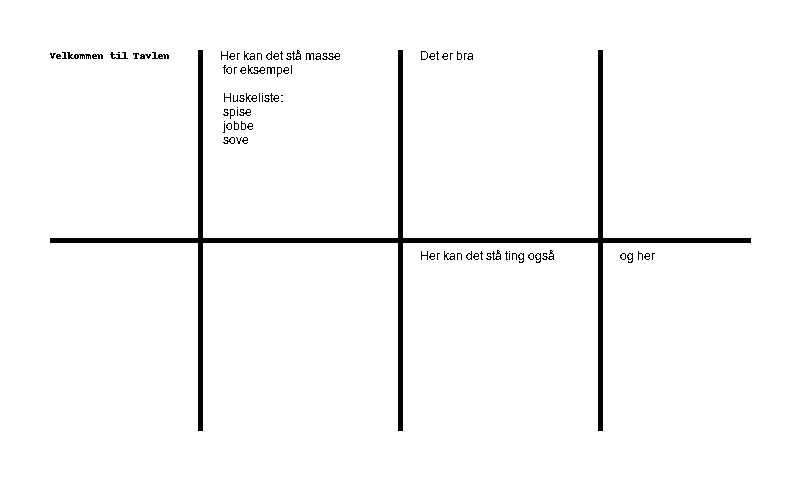 Velkommen til Tavlen
Her kan det stå masse
for eksempel
Huskeliste:
spise
jobbe
sove
Det er bra
Her kan det stå ting også
og her